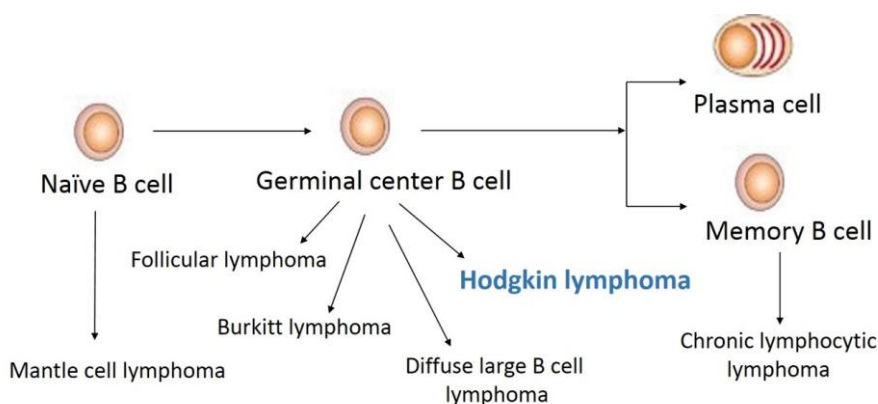 Plasma cell
Naïve B cell
Germinal center B cell
Memory B cell
Follicular lymphoma
Hodgkin lymphoma
Burkitt lymphoma
Mantle cell lymphoma
Diffuse large B cell
lymphoma
Chronic lymphocytic
lymphoma